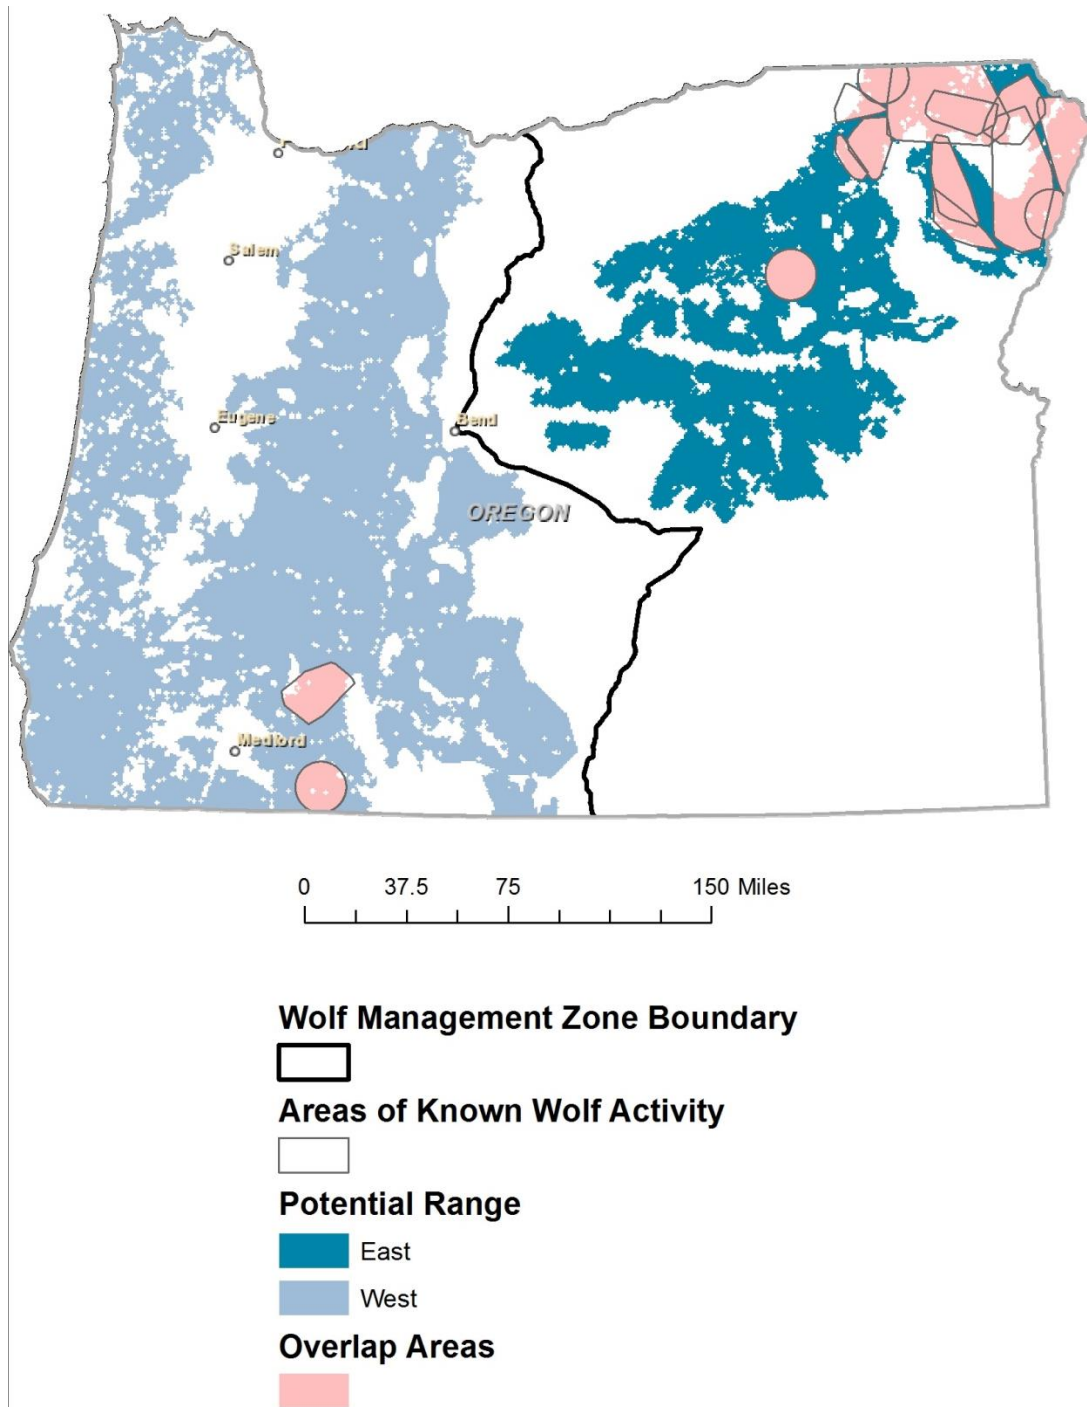 Salem
Eugene
Bend
OREGON
Medford
0 37.5 75 150 Miles
Wolf Management Zone Boundary
Areas of Known Wolf Activity
Potential Range
East
West
Overlap Areas